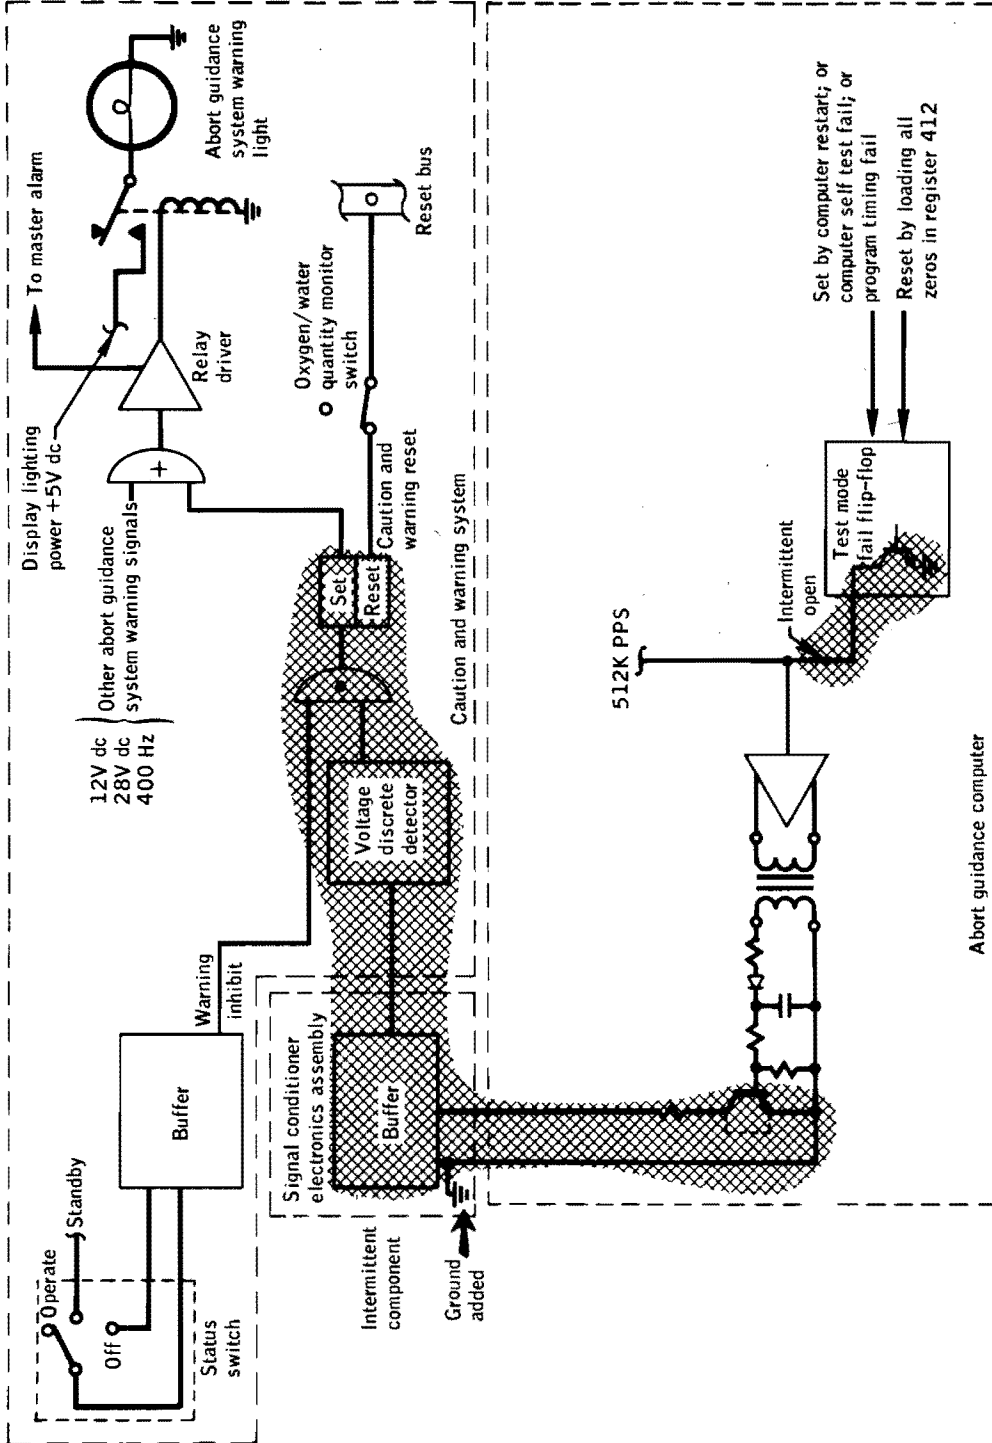 Operate
Standby
Off
Status
switch
Buffer
Warning
inhibit
12V dc
28V dc
400 Hz
Other abort guidance
system warning signals
Display lighting
power +5V dc
To master alarm
+
Relay
driver
Abort guidance
system warning
light
Signal conditioner
electronics assembly
Buffer
Intermittent
component
Ground
added
Voltage
discrete
detector
Set
Reset
Caution and
warning reset
Oxygen/water
quantity monitor
switch
Reset bus
Caution and warning system
512K PPS
Intermittent
open
Test mode
fail flip-flop
Set by computer restart; or
computer self test fail; or
program timing fail
Reset by loading all
zeros in register 412
Abort guidance computer